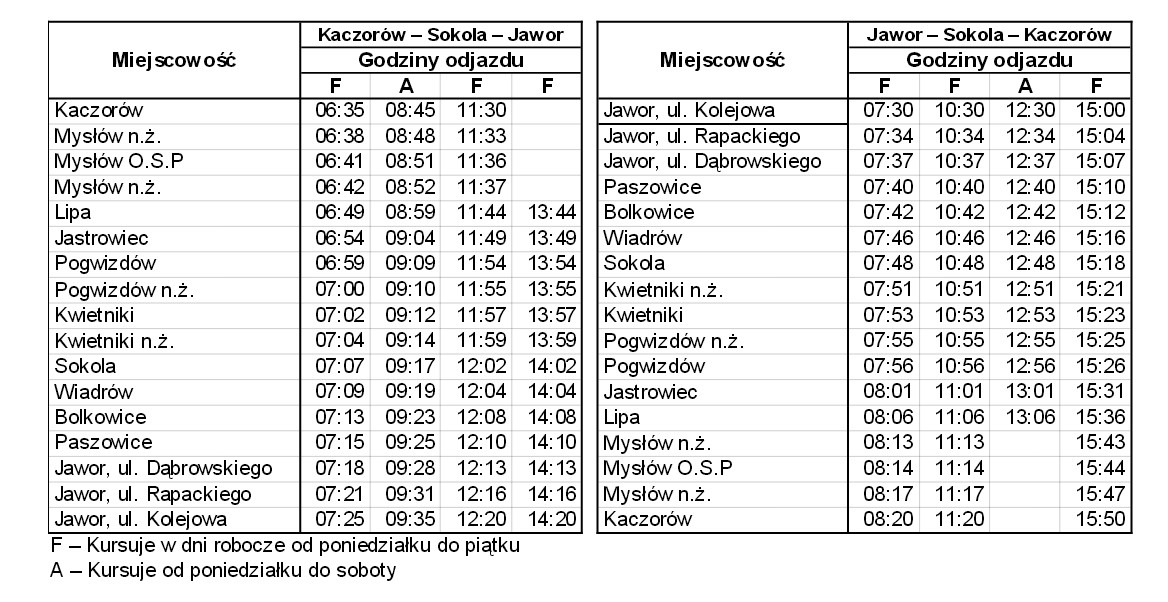 Miejscowość Kaczorów – Sokola – Jawor
Godziny odjazdu
F A F F
Kaczorów 06:35 08:45 11:30
Mysłów n.ż. 06:38 08:48 11:33
Mysłów O.S.P 06:41 08:51 11:36
Mysłów n.ż. 06:42 08:52 11:37
Lipa 06:49 08:59 11:44 13:44
Jastrowiec 06:54 09:04 11:49 13:49
Pogwizdów 06:59 09:09 11:54 13:54
Pogwizdów n.ż. 07:00 09:10 11:55 13:55
Kwietniki 07:02 09:12 11:57 13:57
Kwietniki n.ż. 07:04 09:14 11:59 13:59
Sokola 07:07 09:17 12:02 14:02
Wiadrów 07:09 09:19 12:04 14:04
Bolkowice 07:13 09:23 12:08 14:08
Paszowice 07:15 09:25 12:10 14:10
Jawor, ul. Dąbrowskiego 07:18 09:28 12:13 14:13
Jawor, ul. Rapackiego 07:21 09:31 12:16 14:16
Jawor, ul. Kolejowa 07:25 09:35 12:20 14:20
Miejscowość Jawor – Sokola – Kaczorów
Godziny odjazdu
F F A F
Jawor, ul. Kolejowa 07:30 10:30 12:30 15:00
Jawor, ul. Rapackiego 07:34 10:34 12:34 15:04
Jawor, ul. Dąbrowskiego 07:37 10:37 12:37 15:07
Paszowice 07:40 10:40 12:40 15:10
Bolkowice 07:42 10:42 12:42 15:12
Wiadrów 07:46 10:46 12:46 15:16
Sokola 07:48 10:48 12:48 15:18
Kwietniki n.ż. 07:51 10:51 12:51 15:21
Kwietniki 07:53 10:53 12:53 15:23
Pogwizdów n.ż. 07:55 10:55 12:55 15:25
Pogwizdów 07:56 10:56 12:56 15:26
Jastrowiec 08:01 11:01 13:01 15:31
Lipa 08:06 11:06 13:06 15:36
Mysłów n.ż. 08:13 11:13 15:43
Mysłów O.S.P 08:14 11:14 15:44
Mysłów n.ż. 08:17 11:17 15:47
Kaczorów 08:20 11:20 15:50
F – Kursuje w dni robocze od poniedziałku do piątku
A – Kursuje od poniedziałku do soboty